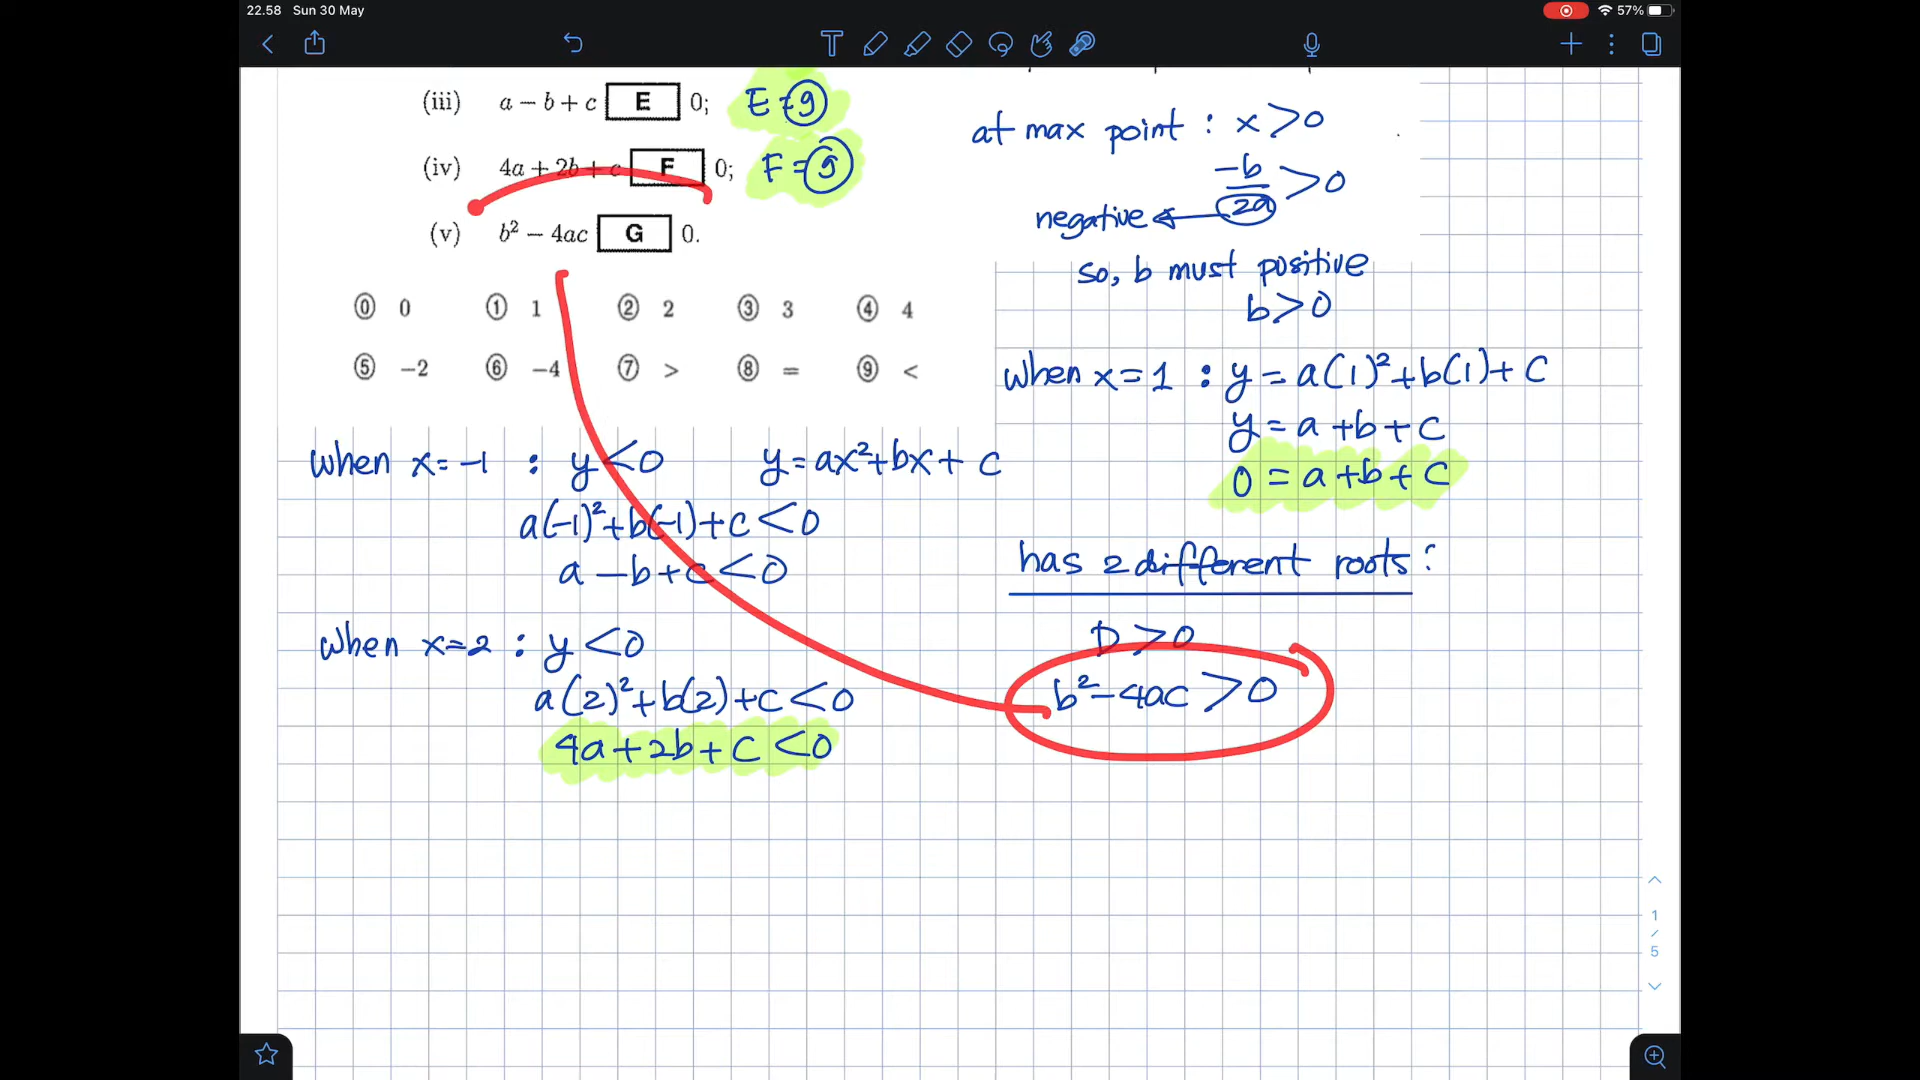 22.58 Sun 30 May
57%
(iii) a − b + c E 0; E = ⑨
(iv) 4a + 2b + c F 0; F = ⑨
(v) b² − 4ac G 0.
⓪ 0 ① 1 ② 2 ③ 3 ④ 4
⑤ −2 ⑥ −4 ⑦ > ⑧ = ⑨ <
when x=-1 : y<0 y=ax²+bx+c
a(-1)²+b(-1)+c<0
a-b+c<0
when x=2 : y<0
a(2)²+b(2)+c<0
4a+2b+c<0
at max point : x>0
-b/2a >0
negative
so, b must positive
b>0
when x=1 : y=a(1)²+b(1)+c
y=a+b+c
0=a+b+c
has 2 different roots:
D>0
b²-4ac>0
1
/
5